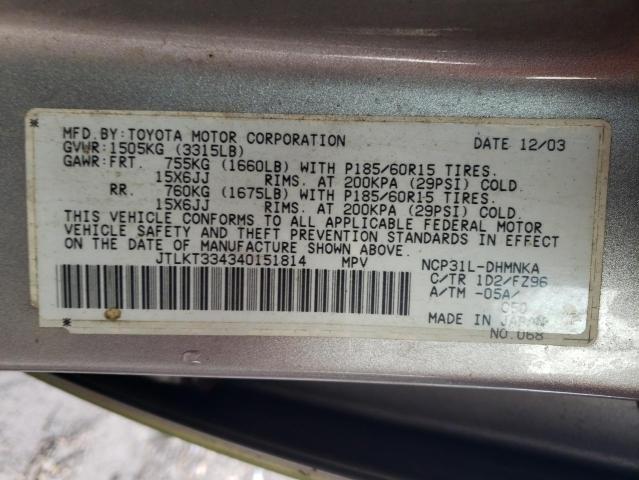 MFD.BY:TOYOTA MOTOR CORPORATION DATE 12/03
GVWR:1505KG (3315LB)
GAWR:FRT. 755KG (1660LB) WITH P185/60R15 TIRES.
15X6JJ RIMS. AT 200KPA (29PSI) COLD.
RR. 760KG (1675LB) WITH P185/60R15 TIRES.
15X6JJ RIMS. AT 200KPA (29PSI) COLD.
THIS VEHICLE CONFORMS TO ALL APPLICABLE FEDERAL MOTOR
VEHICLE SAFETY AND THEFT PREVENTION STANDARDS IN EFFECT
ON THE DATE OF MANUFACTURE SHOWN ABOVE.
JTLKT334340151814 MPV NCP31L-DHMNKA
C/TR 1D2/FZ96
A/TM -05A/
C50
MADE IN JAPAN
NO.068